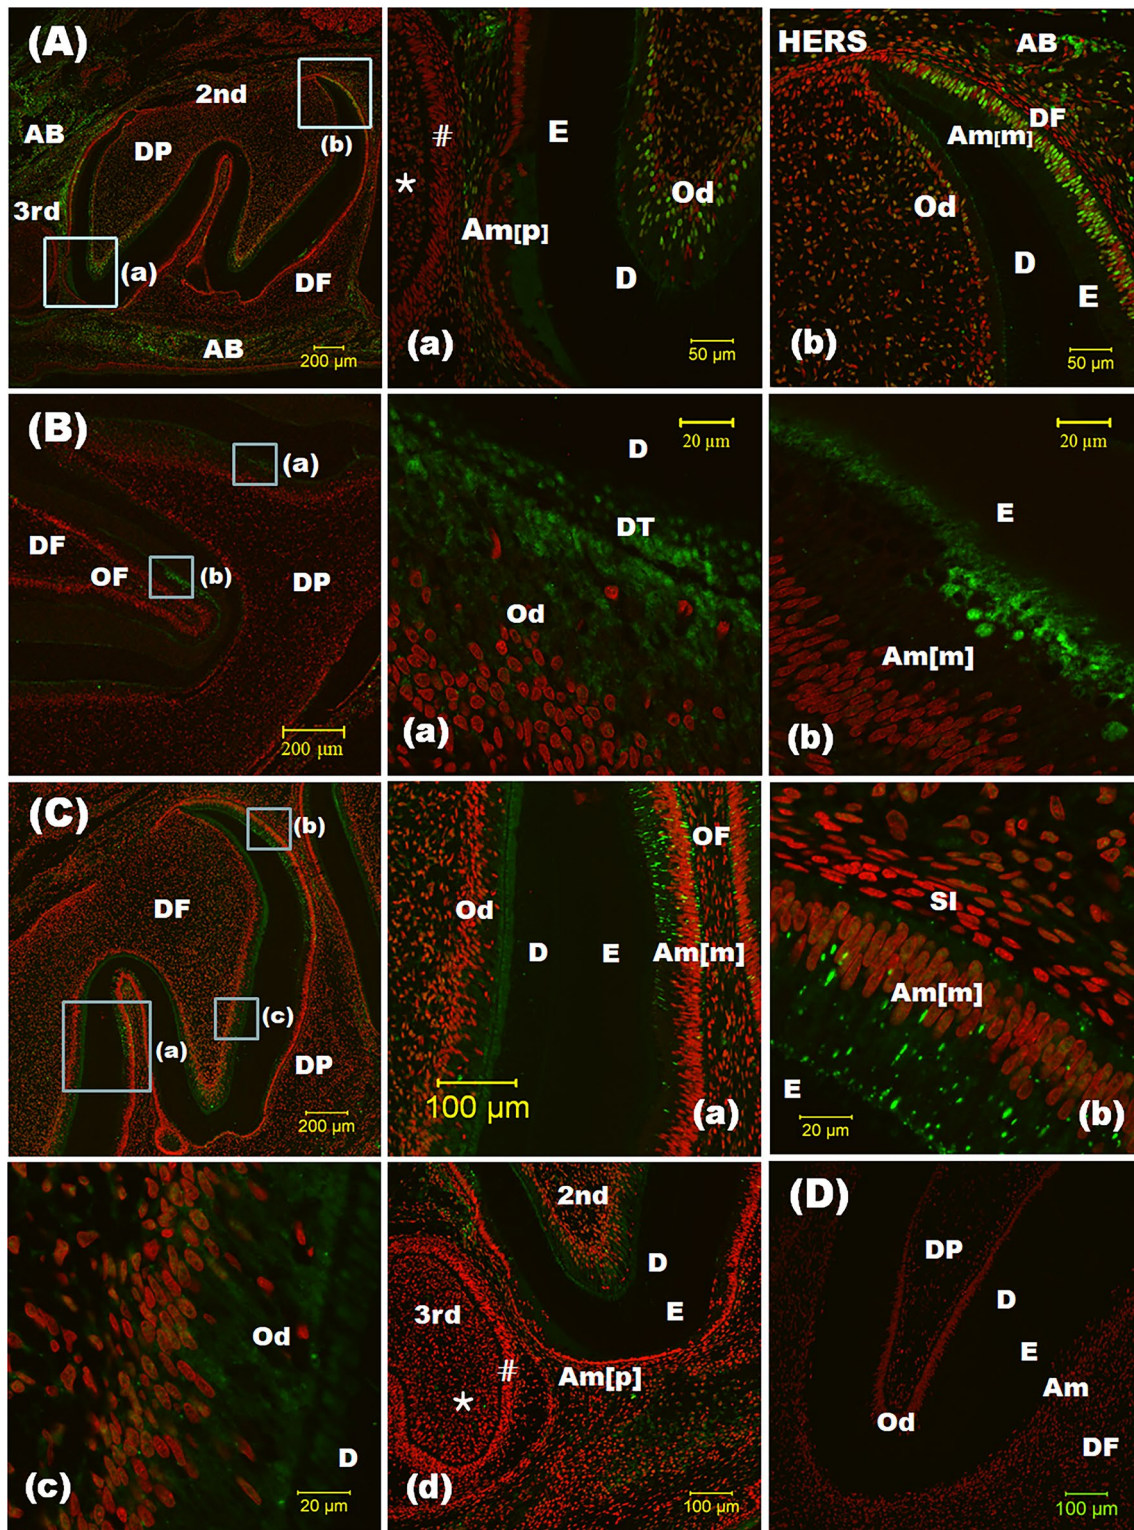 (A)
2nd
AB
(b)
DP
3rd
(a)
DF
AB
200 µm
#
E
*
Od
Am[p]
D
(a)
50 µm
HERS
AB
DF
Am[m]
Od
D
E
(b)
50 µm
(B)
(a)
DF
OF
(b)
DP
200 µm
20 µm
D
DT
Od
(a)
20 µm
E
Am[m]
(b)
(C)
(b)
DF
(c)
(a)
DP
200 µm
OF
Od
D
E
Am[m]
100 µm
(a)
SI
Am[m]
E
(b)
20 µm
Od
D
(c)
20 µm
2nd
D
3rd
E
#
Am[p]
*
(d)
100 µm
(D)
DP
D
E
Am
Od
DF
100 µm